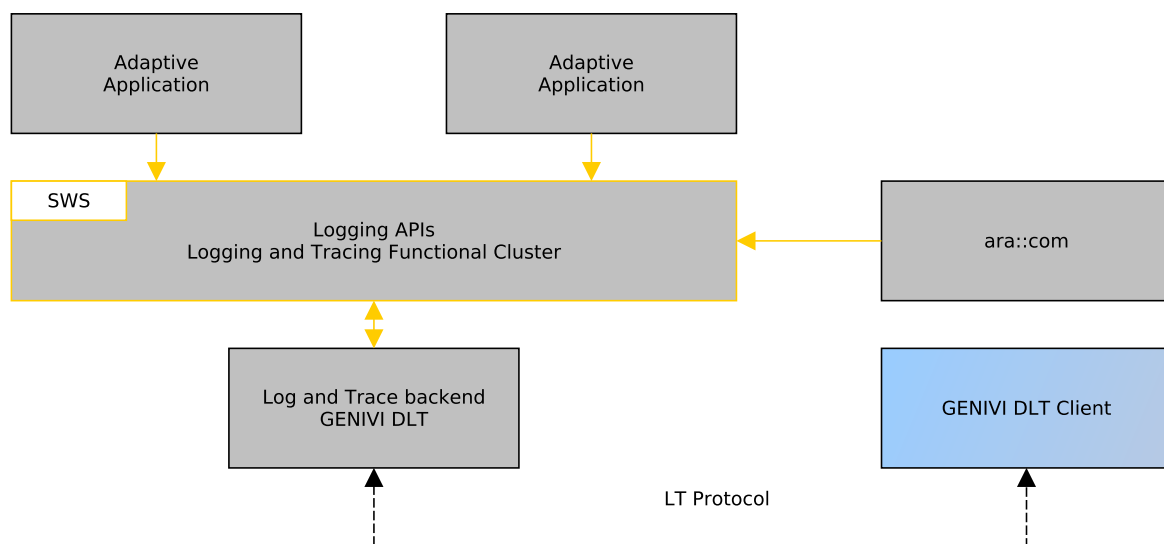 Adaptive
Application
Adaptive
Application
SWS
Logging APIs
Logging and Tracing Functional Cluster
ara::com
Log and Trace backend
GENIVI DLT
GENIVI DLT Client
LT Protocol